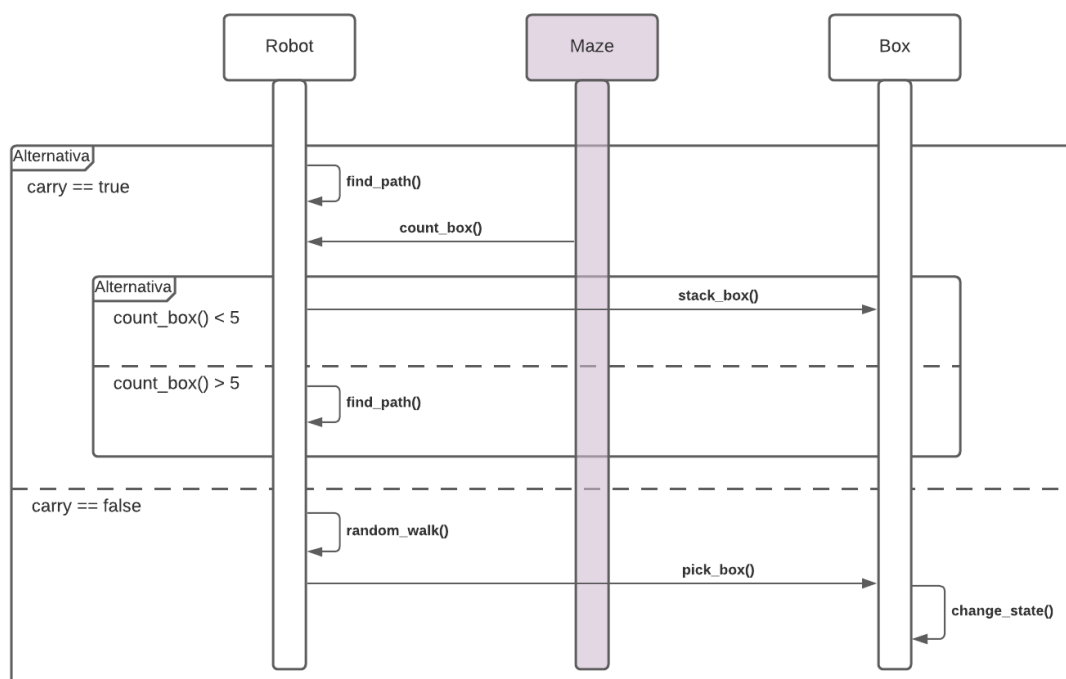 Robot
Maze
Box
Alternativa
carry == true
find_path()
count_box()
Alternativa
stack_box()
count_box() < 5
count_box() > 5
find_path()
carry == false
random_walk()
pick_box()
change_state()